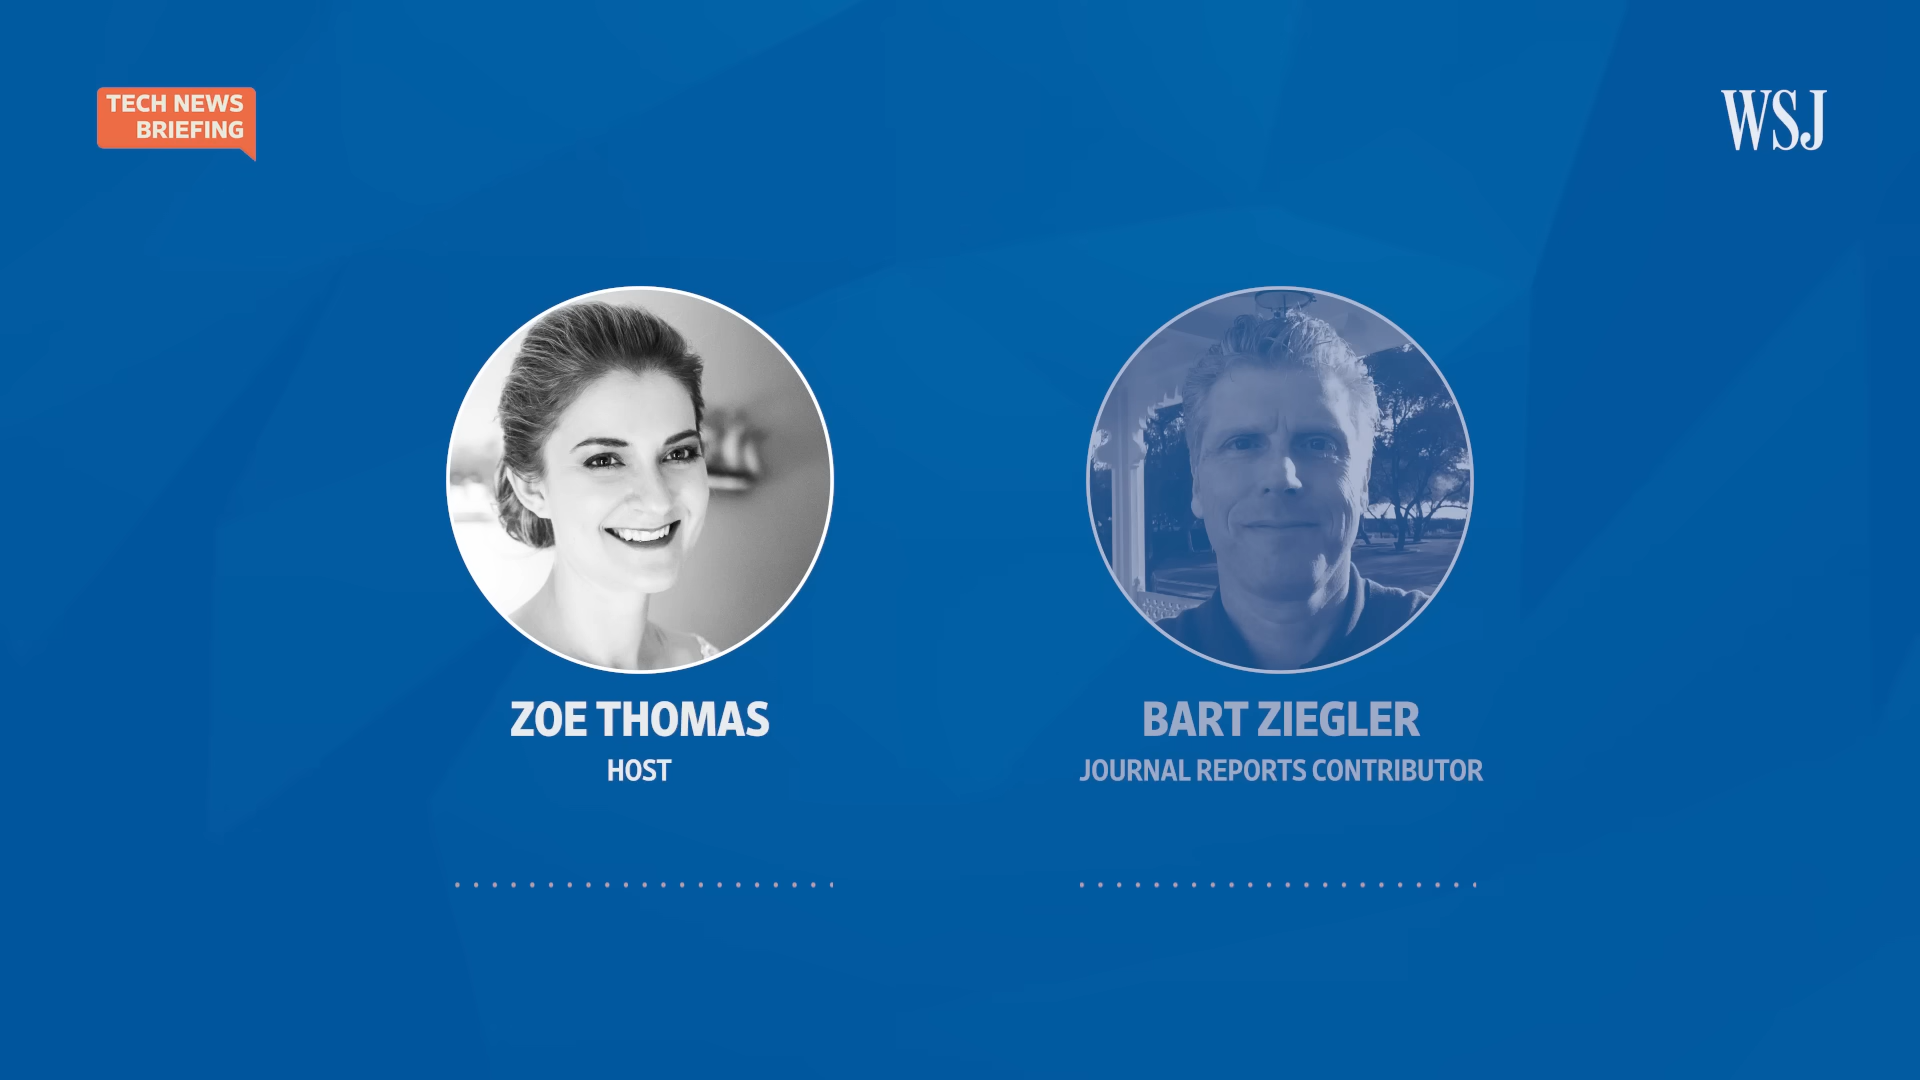 TECH NEWS
BRIEFING
WSJ
ZOE THOMAS
HOST
BART ZIEGLER
JOURNAL REPORTS CONTRIBUTOR